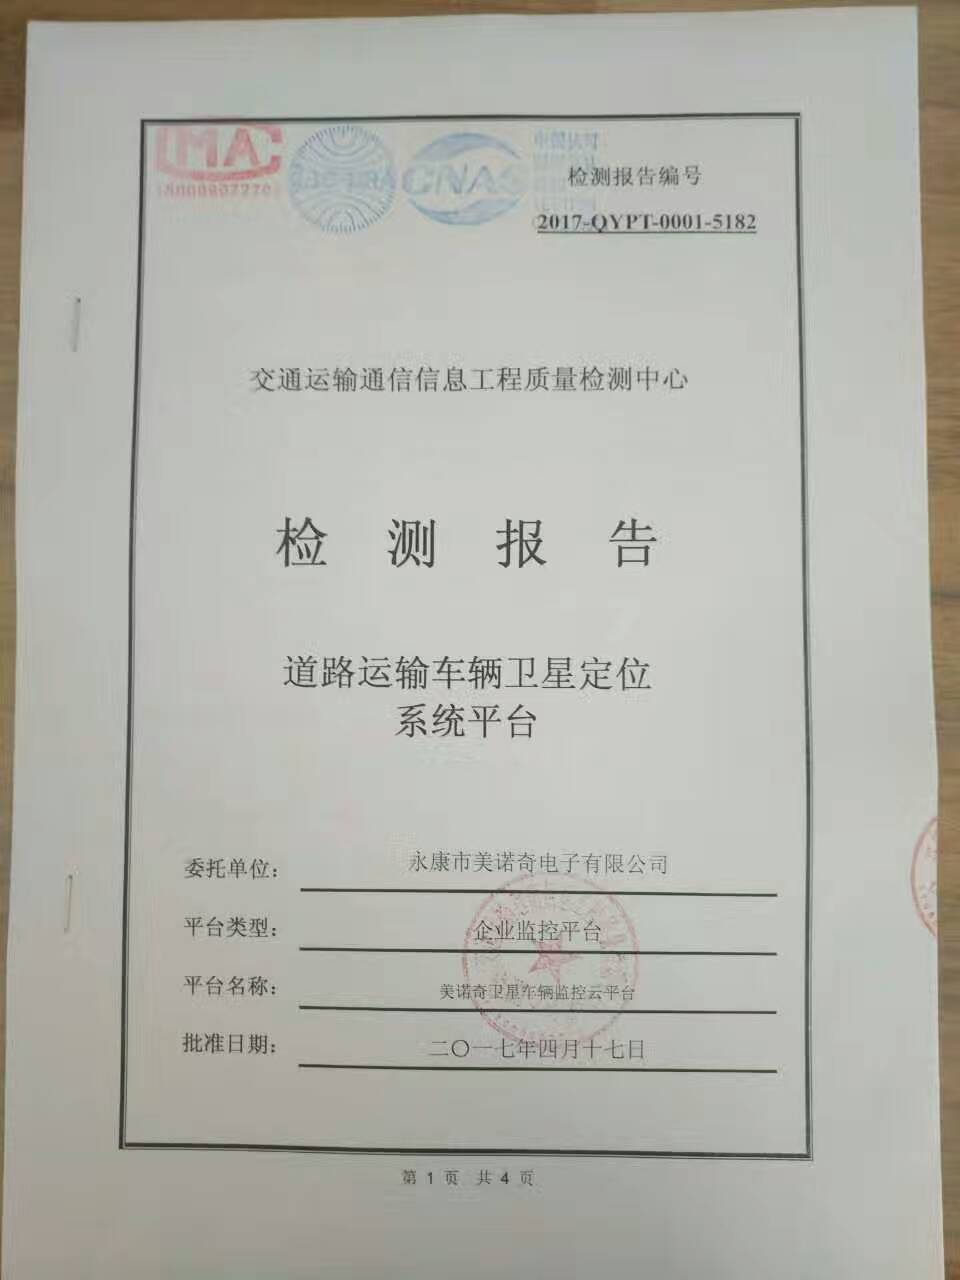 MA
CNAS
检测报告编号
2017-QYPT-0001-5182
交通运输通信信息工程质量检测中心
检测报告
道路运输车辆卫星定位
系统平台
委托单位: 永康市美诺奇电子有限公司
平台类型: 企业监控平台
平台名称: 美诺奇卫星车辆监控云平台
批准日期: 二〇一七年四月十七日
第 1 页 共 4 页